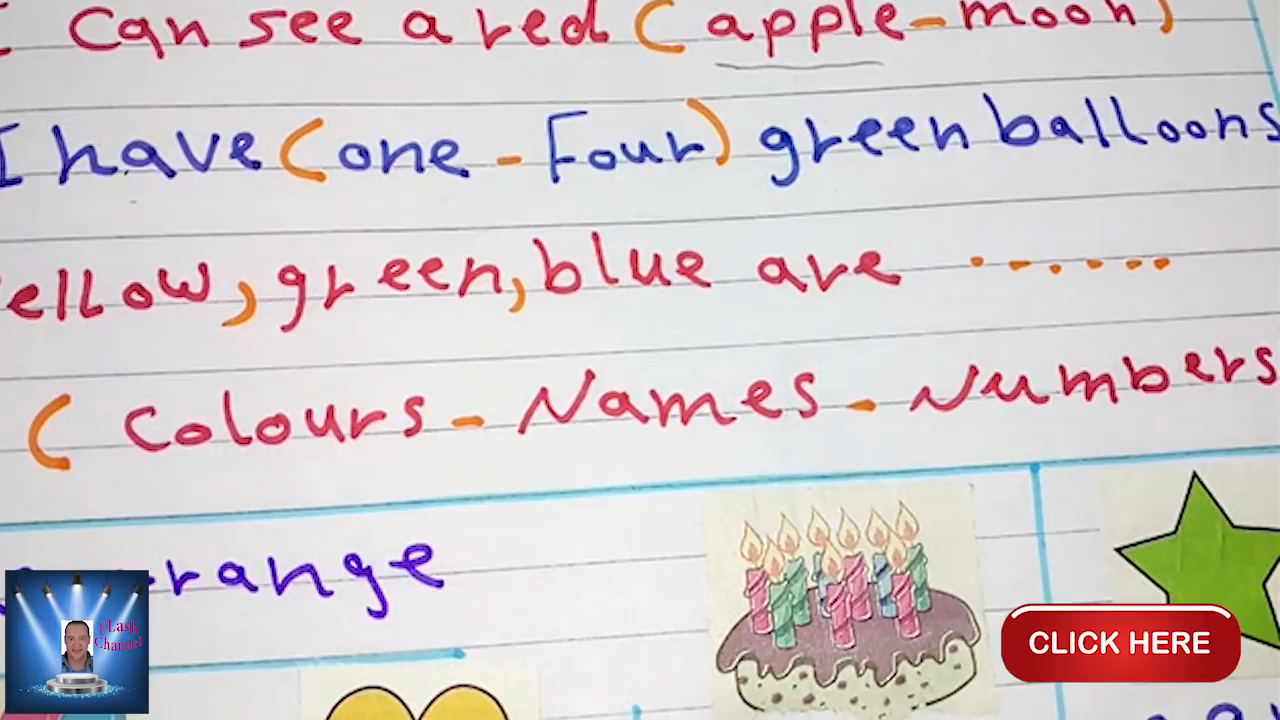 I can see a red ( apple - moon )
I have ( one - Four ) green balloons
ellow, green, blue are ......
( Colours - Names - Numbers
range
FLash
Channel
CLICK HERE